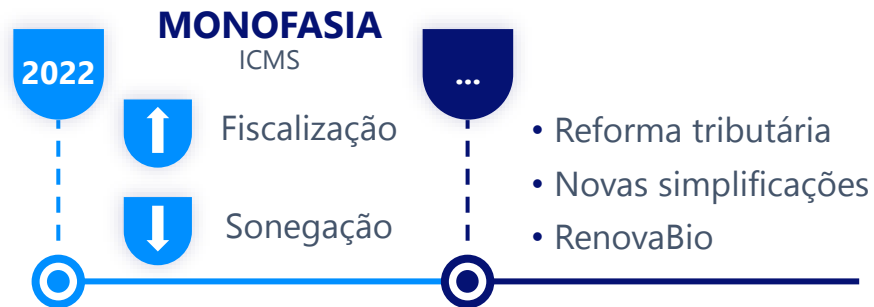 MONOFASIA
ICMS
2022
...
Fiscalização
Sonegação
• Reforma tributária
• Novas simplificações
• RenovaBio